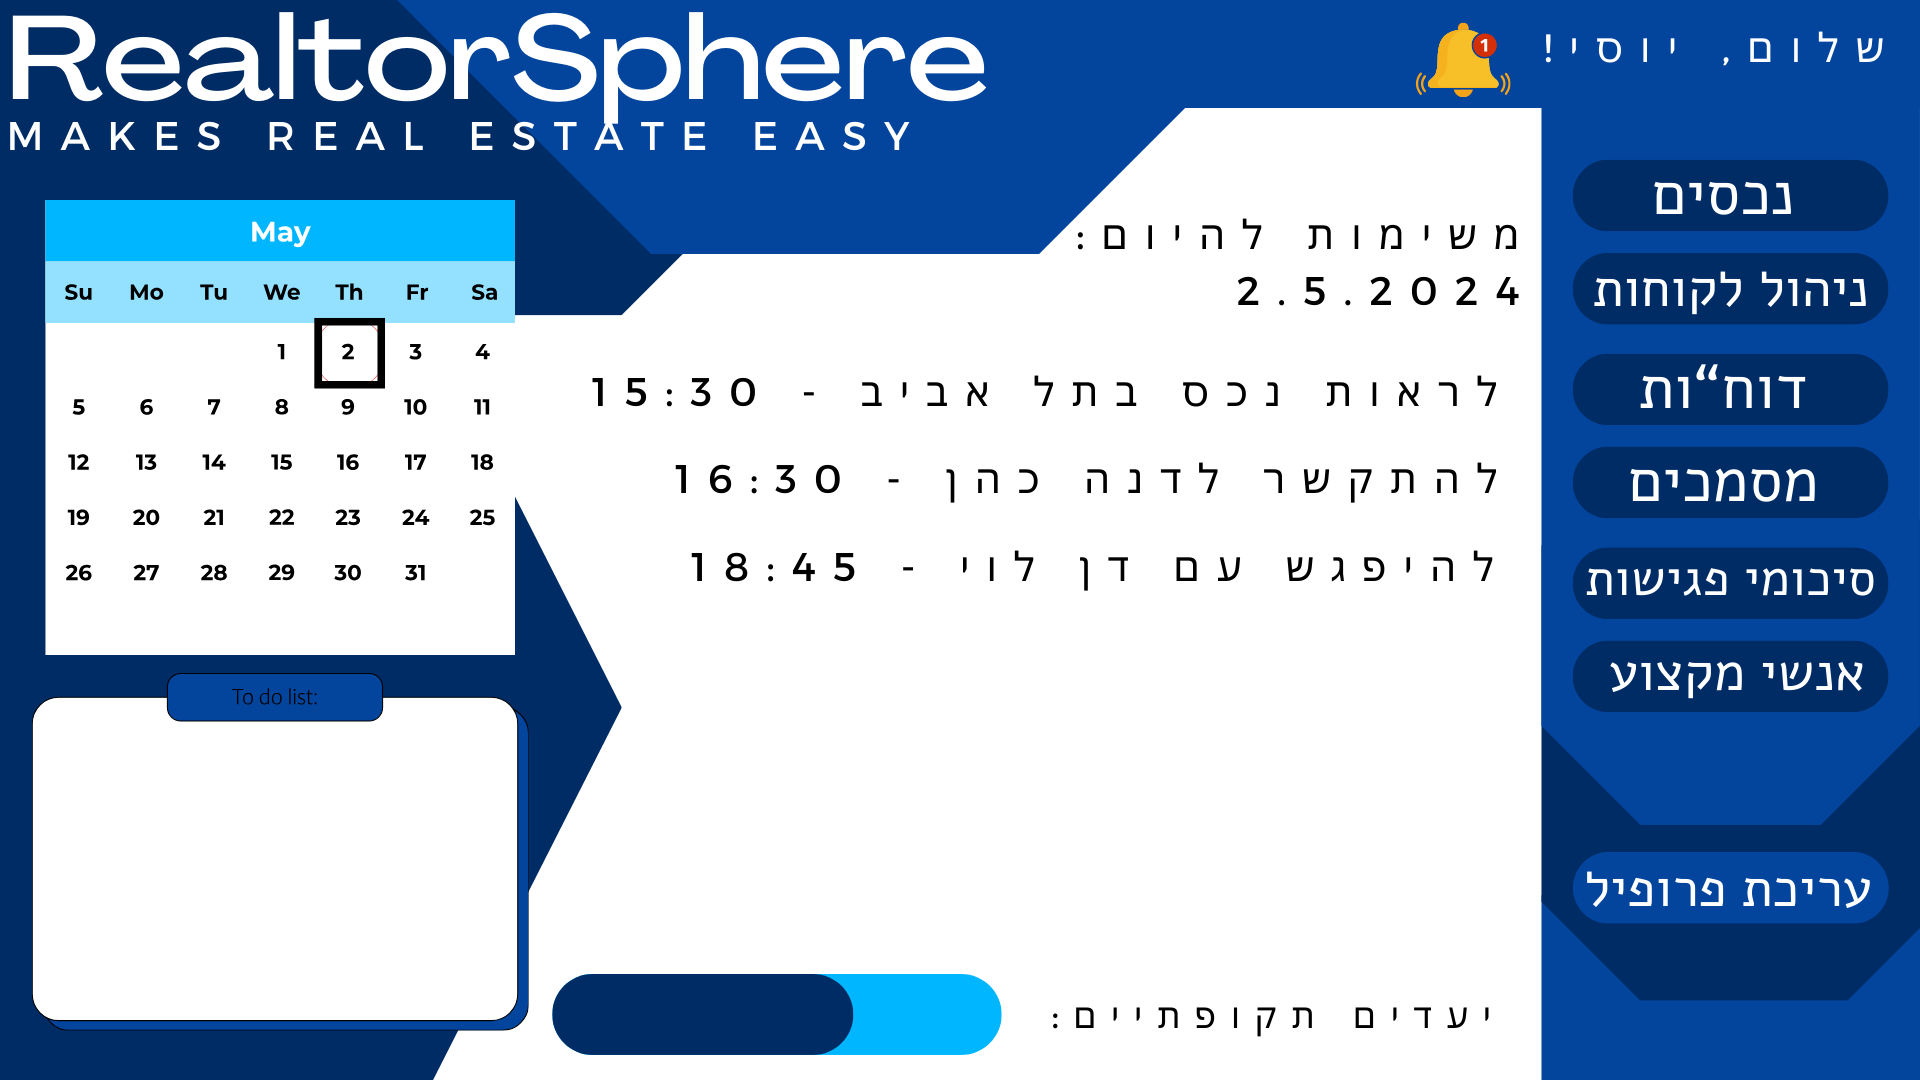 RealtorSphere
MAKES REAL ESTATE EASY
1
שלום, יוסי!
May
Su Mo Tu We Th Fr Sa
1 2 3 4
5 6 7 8 9 10 11
12 13 14 15 16 17 18
19 20 21 22 23 24 25
26 27 28 29 30 31
To do list:
משימות להיום:
2.5.2024
לראות נכס בתל אביב - 15:30
להתקשר לדנה כהן - 16:30
להיפגש עם דן לוי - 18:45
יעדים תקופתיים:
נכסים
ניהול לקוחות
דוח“ות
מסמכים
סיכומי פגישות
אנשי מקצוע
עריכת פרופיל